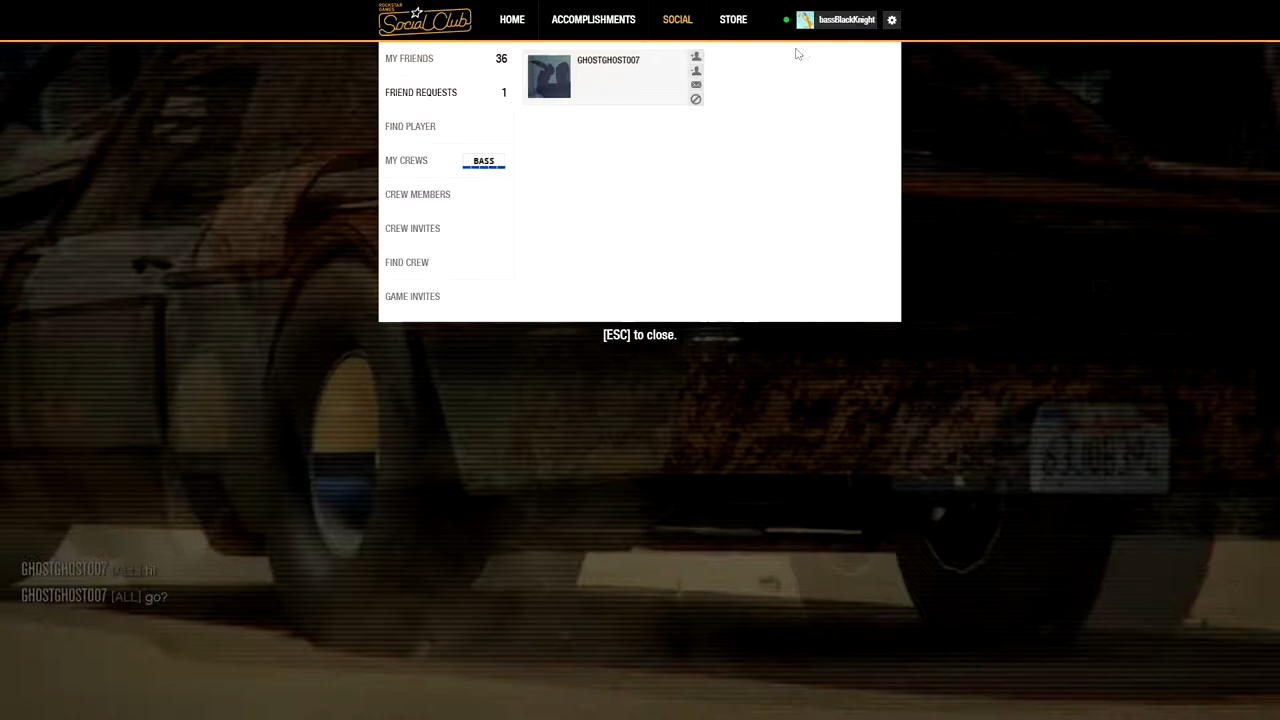 ROCKSTAR
GAMES
Social Club
HOME
ACCOMPLISHMENTS
SOCIAL
STORE
bassBlackKnight
MY FRIENDS 36
FRIEND REQUESTS 1
FIND PLAYER
MY CREWS BASS
CREW MEMBERS
CREW INVITES
FIND CREW
GAME INVITES
GHOSTGHOST007
[ESC] to close.
GHOSTGHOST007 [ALL] hi
GHOSTGHOST007 [ALL] go?